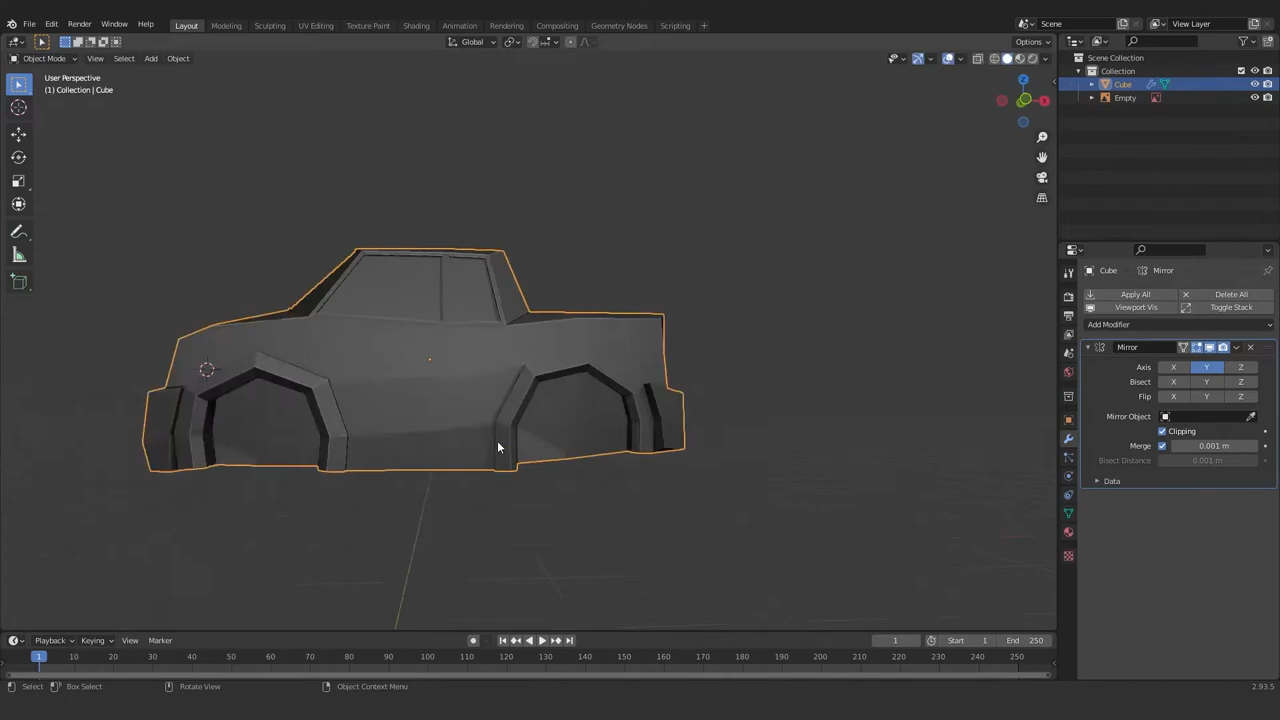 File Edit Render Window Help Layout Modeling Sculpting UV Editing Texture Paint Shading Animation Rendering Compositing Geometry Nodes Scripting + Scene View Layer
Global Options
Object Mode View Select Add Object
User Perspective
(1) Collection | Cube
Z
X
Scene Collection
Collection
Cube
Empty
Cube > Mirror
Apply All Delete All
Viewport Vis Toggle Stack
Add Modifier
Mirror
Axis X Y Z
Bisect X Y Z
Flip X Y Z
Mirror Object
Clipping
Merge 0.001 m
Bisect Distance 0.001 m
Data
Playback Keying View Marker 1 Start 1 End 250
1 10 20 30 40 50 60 70 80 90 100 110 120 130 140 150 160 170 180 190 200 210 220 230 240 250
Select Box Select Rotate View Object Context Menu 2.93.5